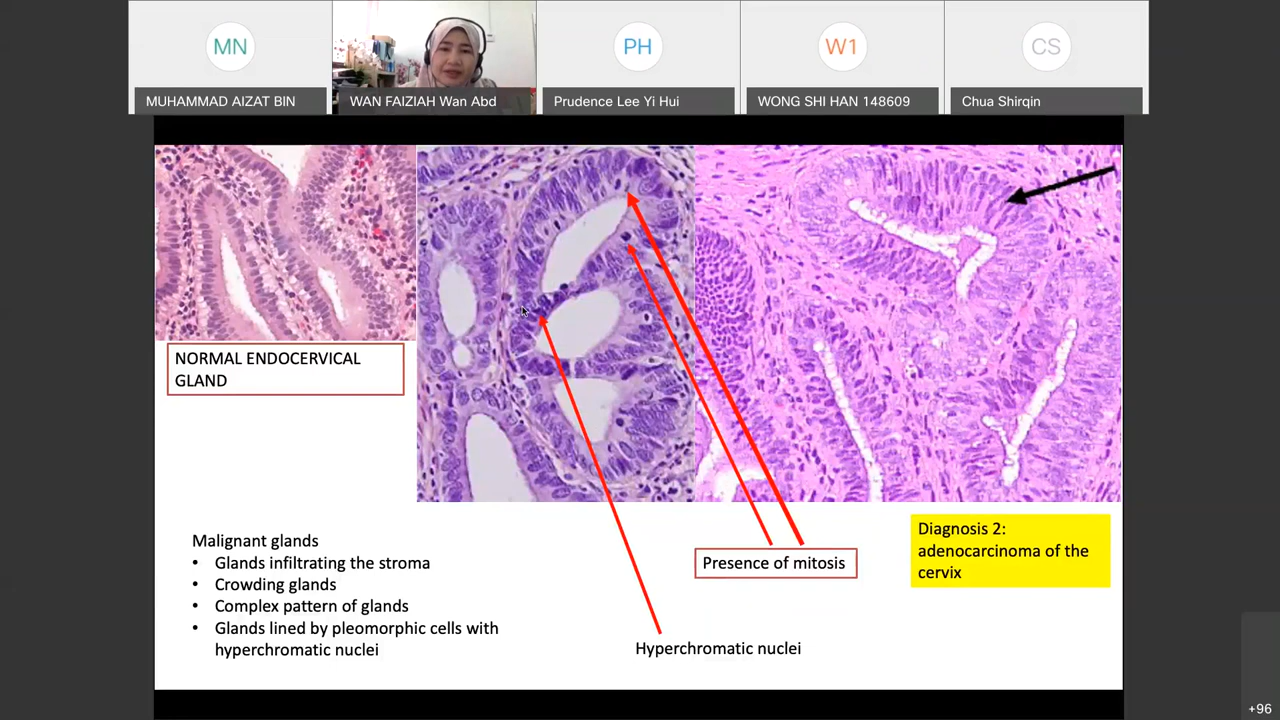 MN
PH
W1
CS
MUHAMMAD AIZAT BIN
WAN FAIZIAH Wan Abd
Prudence Lee Yi Hui
WONG SHI HAN 148609
Chua Shirqin
NORMAL ENDOCERVICAL
GLAND
Malignant glands
• Glands infiltrating the stroma
• Crowding glands
• Complex pattern of glands
• Glands lined by pleomorphic cells with
hyperchromatic nuclei
Presence of mitosis
Hyperchromatic nuclei
Diagnosis 2:
adenocarcinoma of the
cervix
+96